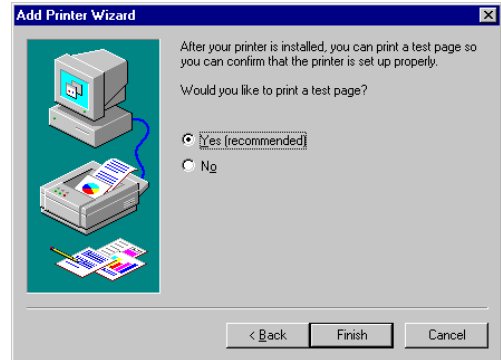 Add Printer Wizard
After your printer is installed, you can print a test page so
you can confirm that the printer is set up properly.
Would you like to print a test page?
Yes (recommended)
No
< Back
Finish
Cancel